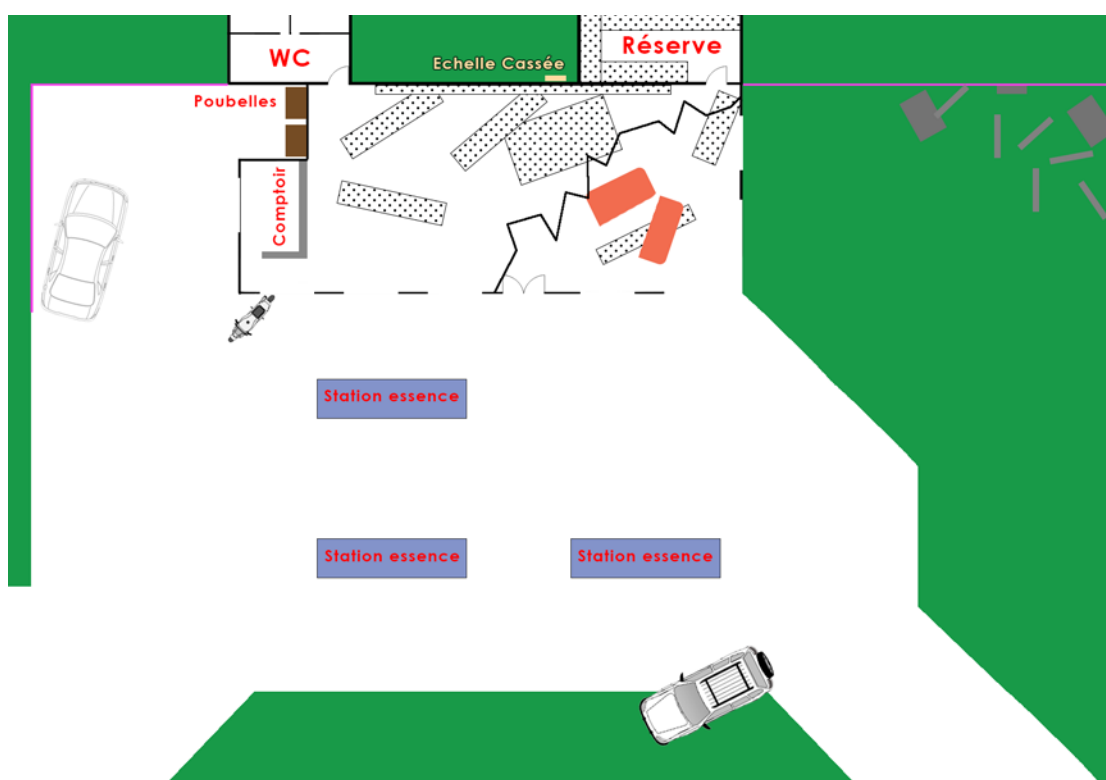 WC
Réserve
Echelle Cassée
Poubelles
Comptoir
Station essence
Station essence
Station essence